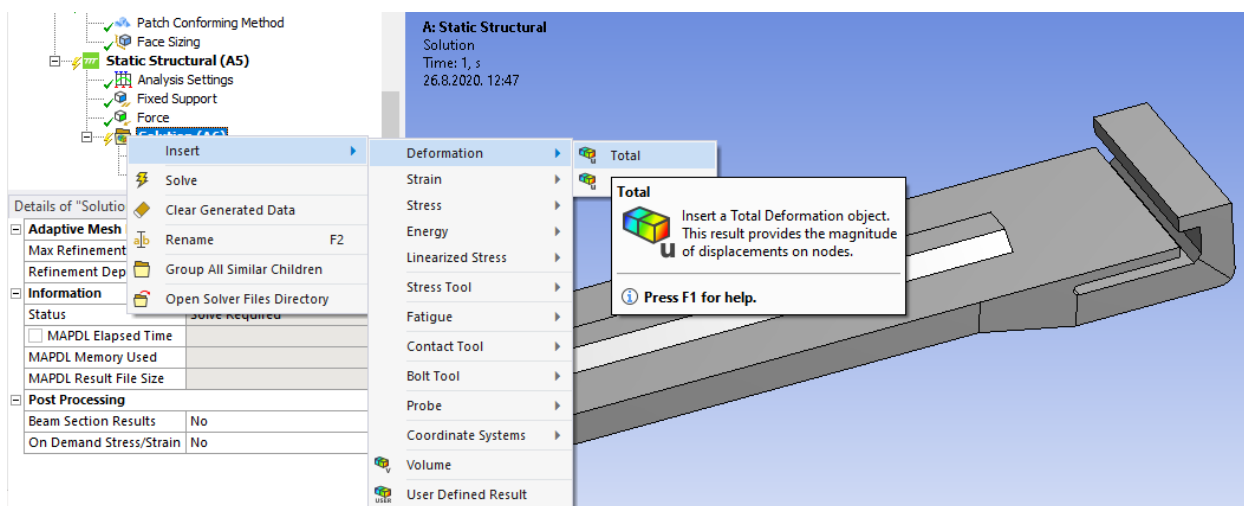 Patch Conforming Method
Face Sizing
Static Structural (A5)
Analysis Settings
Fixed Support
Force
Insert
Solve
Clear Generated Data
Rename F2
Group All Similar Children
Open Solver Files Directory
Details of "Solutio
Adaptive Mesh
Max Refinement
Refinement Dep
Information
Status Solve Required
MAPDL Elapsed Time
MAPDL Memory Used
MAPDL Result File Size
Post Processing
Beam Section Results No
On Demand Stress/Strain No
Deformation
Strain
Stress
Energy
Linearized Stress
Stress Tool
Fatigue
Contact Tool
Bolt Tool
Probe
Coordinate Systems
Volume
User Defined Result
Total
Total
Insert a Total Deformation object.
This result provides the magnitude
of displacements on nodes.
Press F1 for help.
A: Static Structural
Solution
Time: 1, s
26.8.2020. 12:47